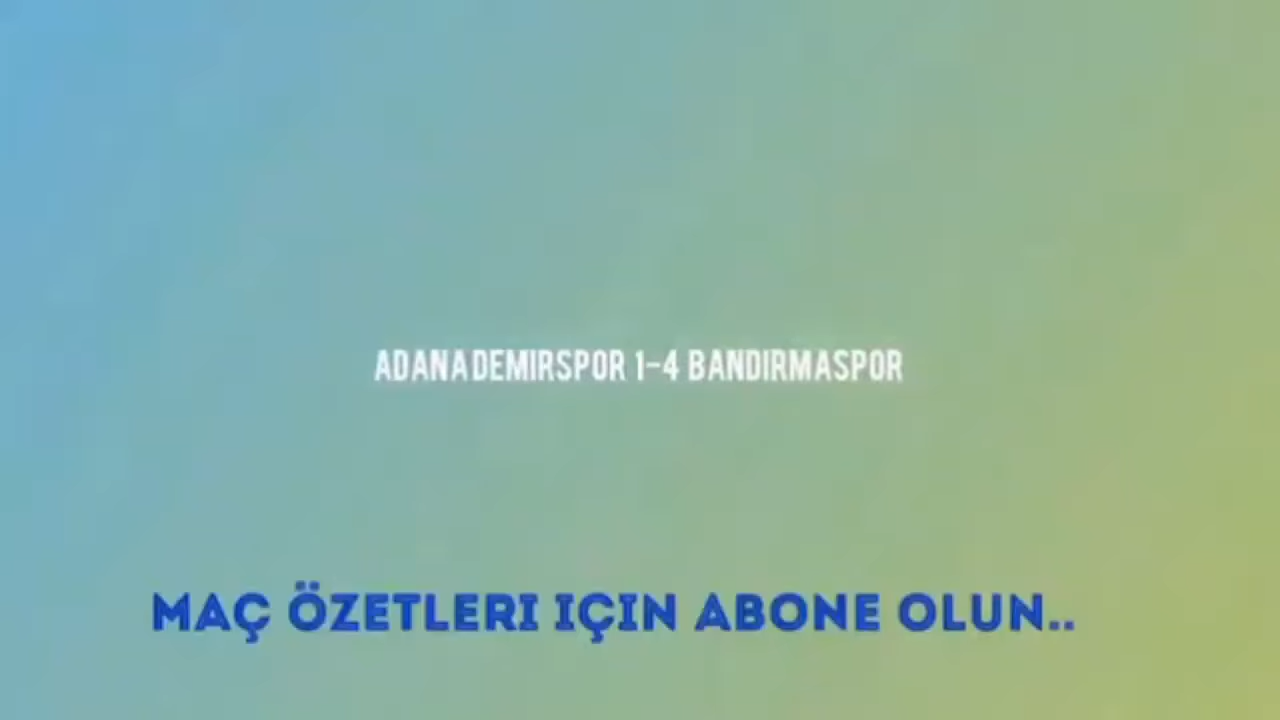 ADANADEMIRSPOR 1-4 BANDIRMASPOR
MAÇ ÖZETLERI IÇIN ABONE OLUN..